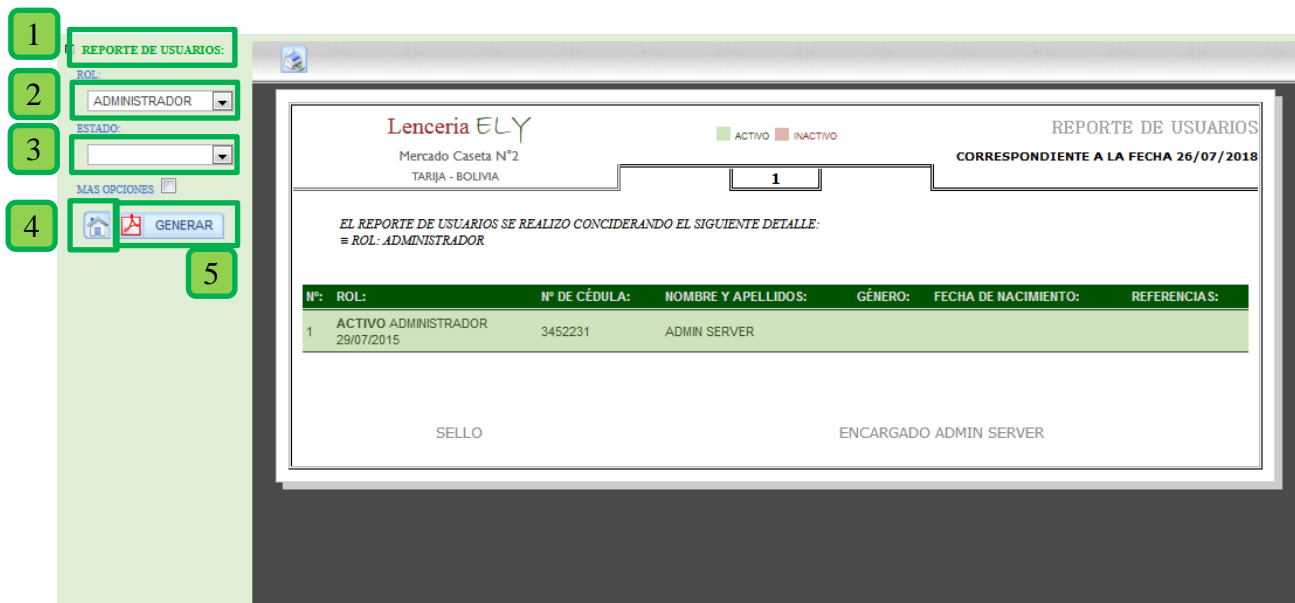 1
REPORTE DE USUARIOS:
ROL:
2
ADMINISTRADOR
ESTADO:
3
MAS OPCIONES
4
GENERAR
5
Lenceria ELY
Mercado Caseta N°2
TARIJA - BOLIVIA
ACTIVO INACTIVO
1
REPORTE DE USUARIOS
CORRESPONDIENTE A LA FECHA 26/07/2018
EL REPORTE DE USUARIOS SE REALIZO CONCIDERANDO EL SIGUIENTE DETALLE:
≡ ROL: ADMINISTRADOR
Nº: ROL: Nº DE CÉDULA: NOMBRE Y APELLIDOS: GÉNERO: FECHA DE NACIMIENTO: REFERENCIAS:
1 ACTIVO ADMINISTRADOR 3452231 ADMIN SERVER
29/07/2015
SELLO ENCARGADO ADMIN SERVER